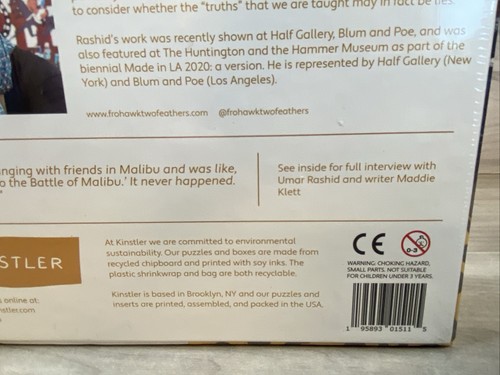 to consider whether the “truths” that we are taught may in fact be lies.
Rashid's work was recently shown at Half Gallery, Blum and Poe, and was
also featured at The Huntington and the Hammer Museum as part of the
biennial Made in LA 2020: a version. He is represented by Half Gallery (New
York) and Blum and Poe (Los Angeles).
www.frohawktwofeathers.com @frohawktwofeathers
nging with friends in Malibu and was like,
o the Battle of Malibu.' It never happened.
See inside for full interview with
Umar Rashid and writer Maddie
Klett
STLER
s online at:
nstler.com
At Kinstler we are committed to environmental
sustainability. Our puzzles and boxes are made from
recycled chipboard and printed with soy inks. The
plastic shrinkwrap and bag are both recyclable.
Kinstler is based in Brooklyn, NY and our puzzles and
inserts are printed, assembled, and packed in the USA.
CE 0-3
WARNING: CHOKING HAZARD,
SMALL PARTS. NOT SUITABLE
FOR CHILDREN UNDER 3 YEARS.
1 95893 01511 5